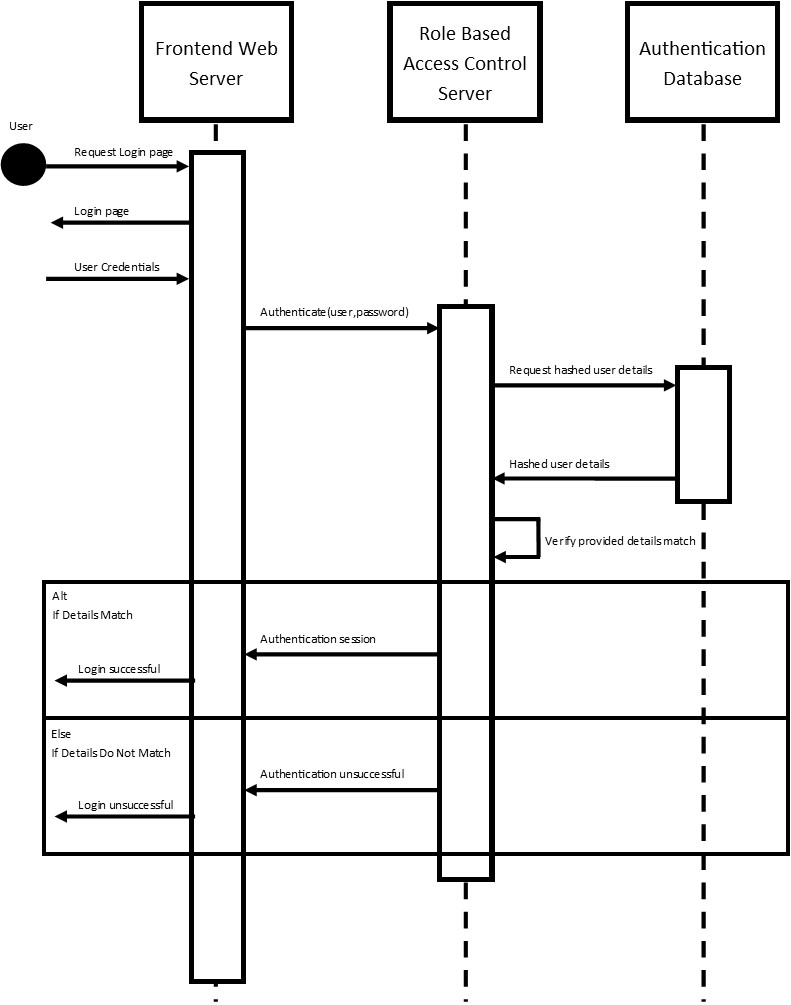 Frontend Web
Server
Role Based
Access Control
Server
Authentication
Database
User
Request Login page
Login page
User Credentials
Authenticate(user,password)
Request hashed user details
Hashed user details
Verify provided details match
Alt
If Details Match
Authentication session
Login successful
Else
If Details Do Not Match
Authentication unsuccessful
Login unsuccessful